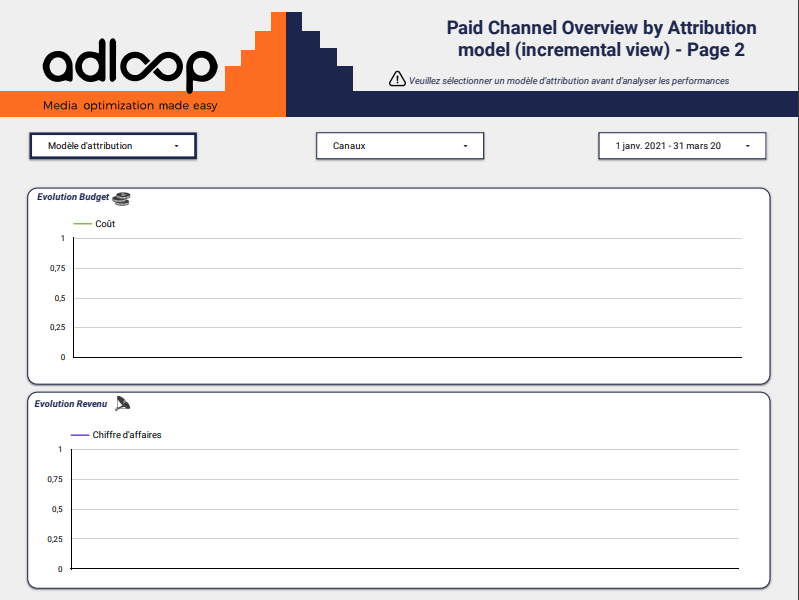 Paid Channel Overview by Attribution
model (incremental view) - Page 2
adloop
Media optimization made easy
Veuillez sélectionner un modèle d'attribution avant d'analyser les performances
Modèle d'attribution
Canaux
1 janv. 2021 - 31 mars 20
Evolution Budget
Coût
1
0,75
0,5
0,25
0
Evolution Revenu
Chiffre d'affaires
1
0,75
0,5
0,25
0